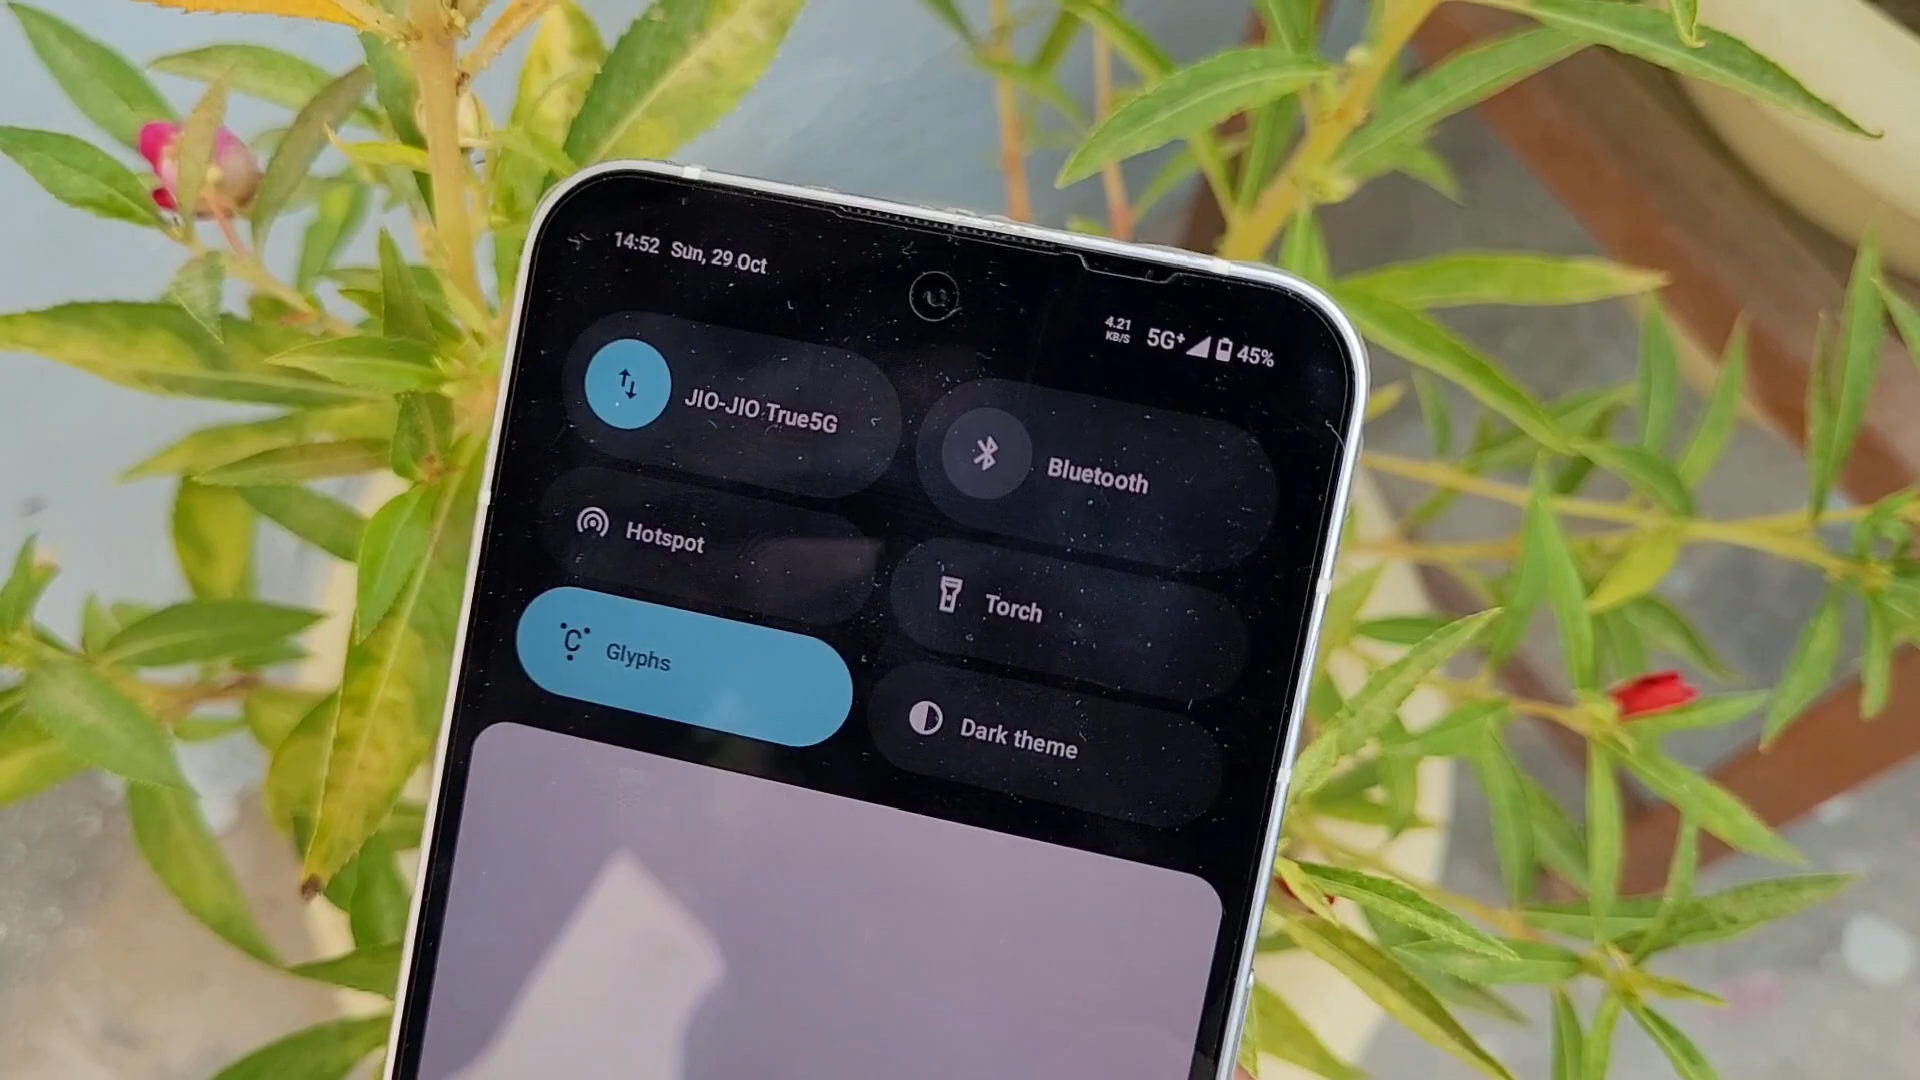 14:52 Sun, 29 Oct
4.21
KB/S
5G+ 45%
JIO-JIO True5G
Bluetooth
Hotspot
Torch
Glyphs
Dark theme